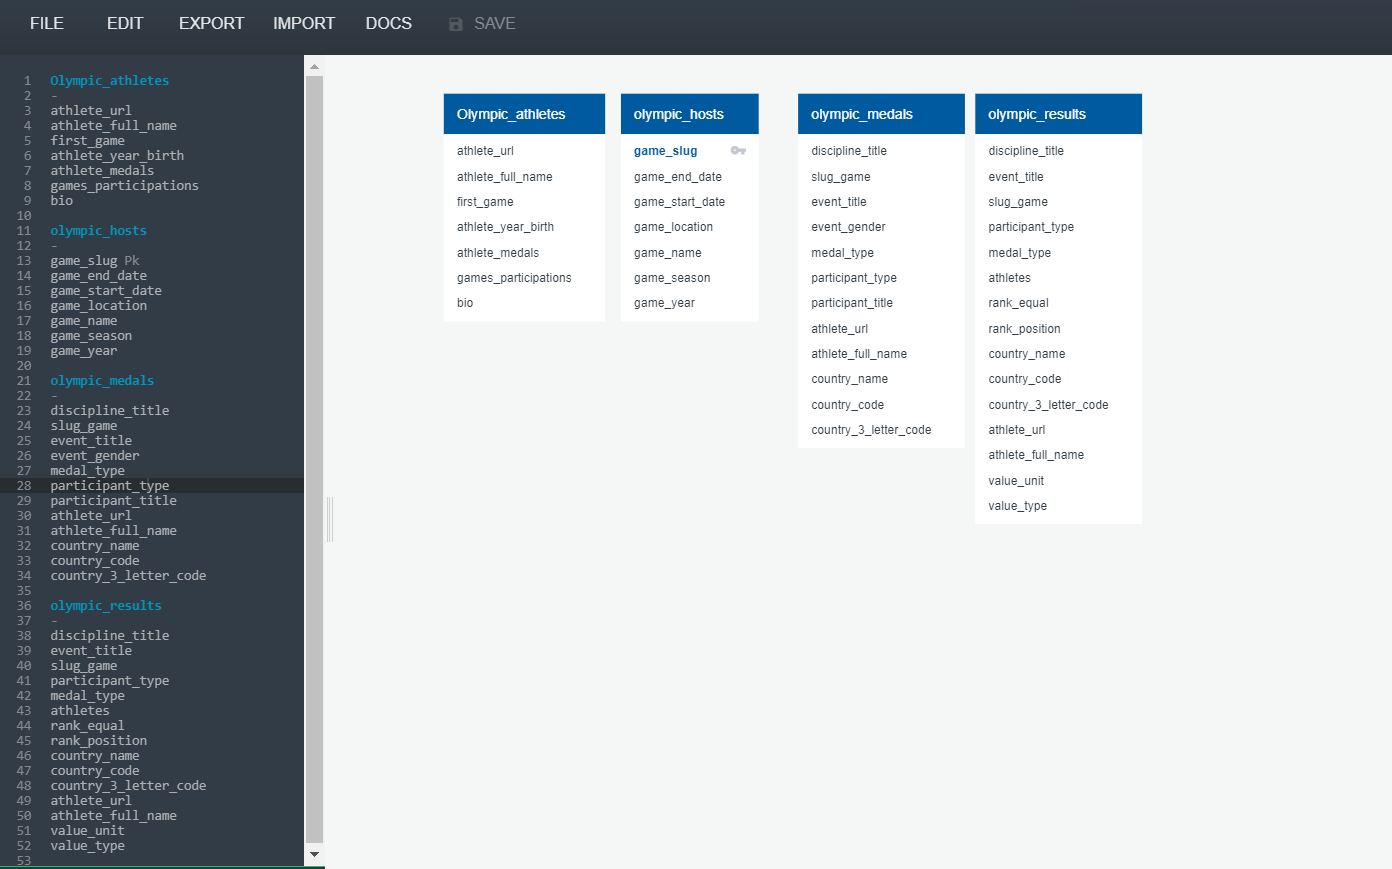 FILE EDIT EXPORT IMPORT DOCS SAVE
1 Olympic_athletes
2 -
3 athlete_url
4 athlete_full_name
5 first_game
6 athlete_year_birth
7 athlete_medals
8 games_participations
9 bio
10
11 olympic_hosts
12 -
13 game_slug Pk
14 game_end_date
15 game_start_date
16 game_location
17 game_name
18 game_season
19 game_year
20
21 olympic_medals
22 -
23 discipline_title
24 slug_game
25 event_title
26 event_gender
27 medal_type
28 participant_type
29 participant_title
30 athlete_url
31 athlete_full_name
32 country_name
33 country_code
34 country_3_letter_code
35
36 olympic_results
37 -
38 discipline_title
39 event_title
40 slug_game
41 participant_type
42 medal_type
43 athletes
44 rank_equal
45 rank_position
46 country_name
47 country_code
48 country_3_letter_code
49 athlete_url
50 athlete_full_name
51 value_unit
52 value_type
53
Olympic_athletes
athlete_url
athlete_full_name
first_game
athlete_year_birth
athlete_medals
games_participations
bio
olympic_hosts
game_slug
game_end_date
game_start_date
game_location
game_name
game_season
game_year
olympic_medals
discipline_title
slug_game
event_title
event_gender
medal_type
participant_type
participant_title
athlete_url
athlete_full_name
country_name
country_code
country_3_letter_code
olympic_results
discipline_title
event_title
slug_game
participant_type
medal_type
athletes
rank_equal
rank_position
country_name
country_code
country_3_letter_code
athlete_url
athlete_full_name
value_unit
value_type